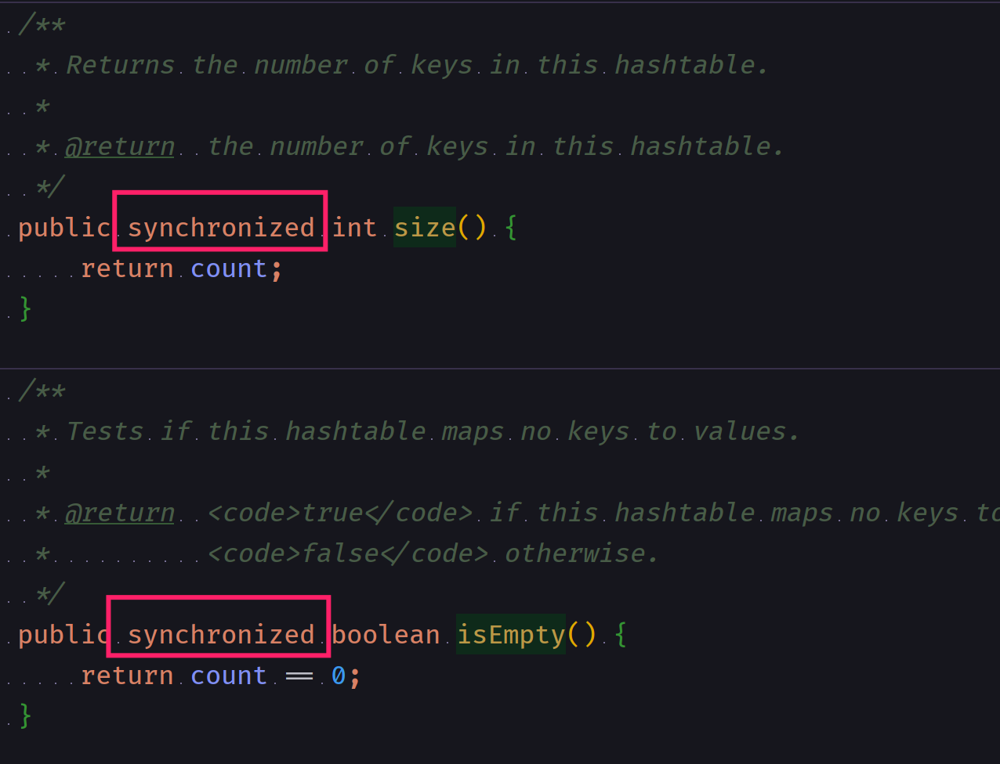 /**
 * Returns the number of keys in this hashtable.
 *
 * @return  the number of keys in this hashtable.
 */
public synchronized int size() {
    return count;
}
/**
 * Tests if this hashtable maps no keys to values.
 *
 * @return  <code>true</code> if this hashtable maps no keys to
 *          <code>false</code> otherwise.
 */
public synchronized boolean isEmpty() {
    return count == 0;
}